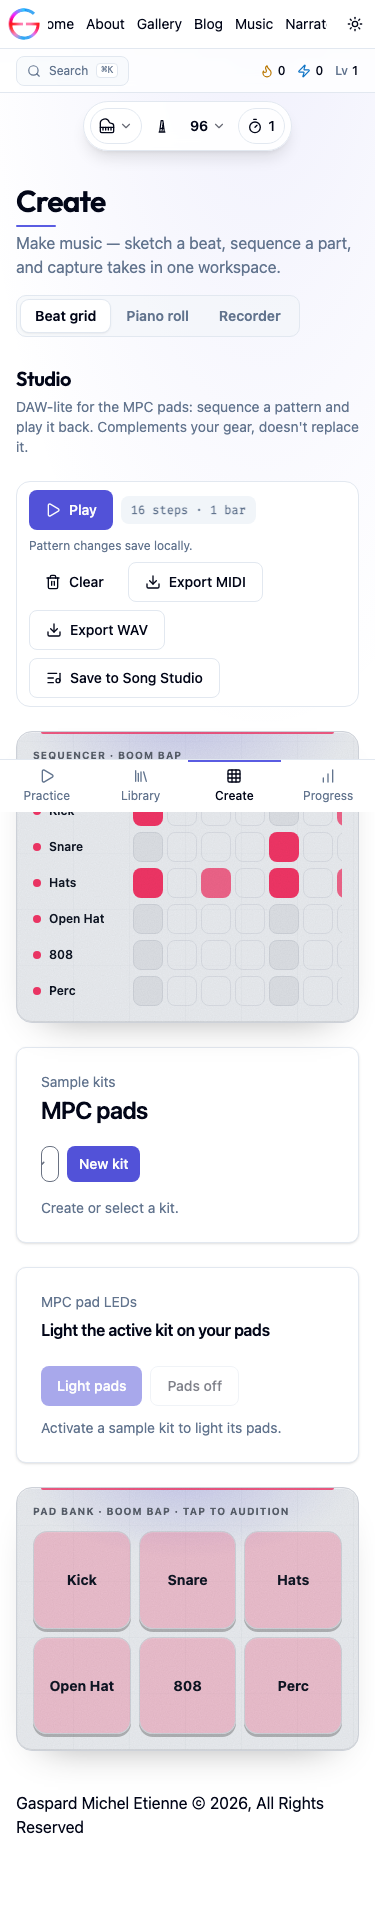 ome About Gallery Blog Music Narrat
Search ⌘K 0 0 Lv 1
96 1
Create
Make music — sketch a beat, sequence a part,
and capture takes in one workspace.
Beat grid Piano roll Recorder
Studio
DAW-lite for the MPC pads: sequence a pattern and
play it back. Complements your gear, doesn't replace
it.
Play 16 steps · 1 bar
Pattern changes save locally.
Clear Export MIDI
Export WAV
Save to Song Studio
SEQUENCER · BOOM BAP
Practice Library Create Progress
Kick
Snare
Hats
Open Hat
808
Perc
Sample kits
MPC pads
New kit
Create or select a kit.
MPC pad LEDs
Light the active kit on your pads
Light pads Pads off
Activate a sample kit to light its pads.
PAD BANK · BOOM BAP · TAP TO AUDITION
Kick Snare Hats
Open Hat 808 Perc
Gaspard Michel Etienne © 2026, All Rights
Reserved